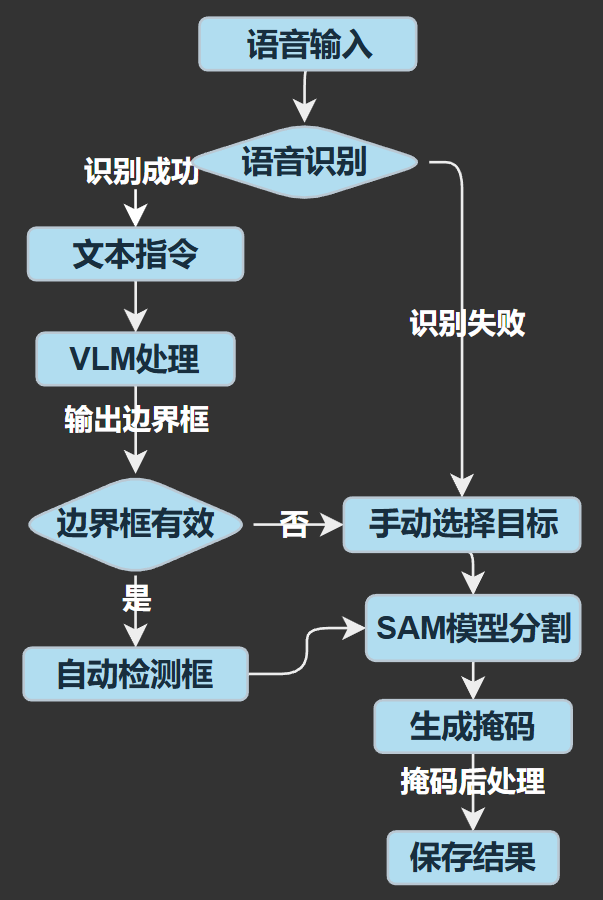 语音输入
语音识别
识别成功
文本指令
识别失败
VLM处理
输出边界框
边界框有效
否
手动选择目标
是
SAM模型分割
自动检测框
生成掩码
掩码后处理
保存结果